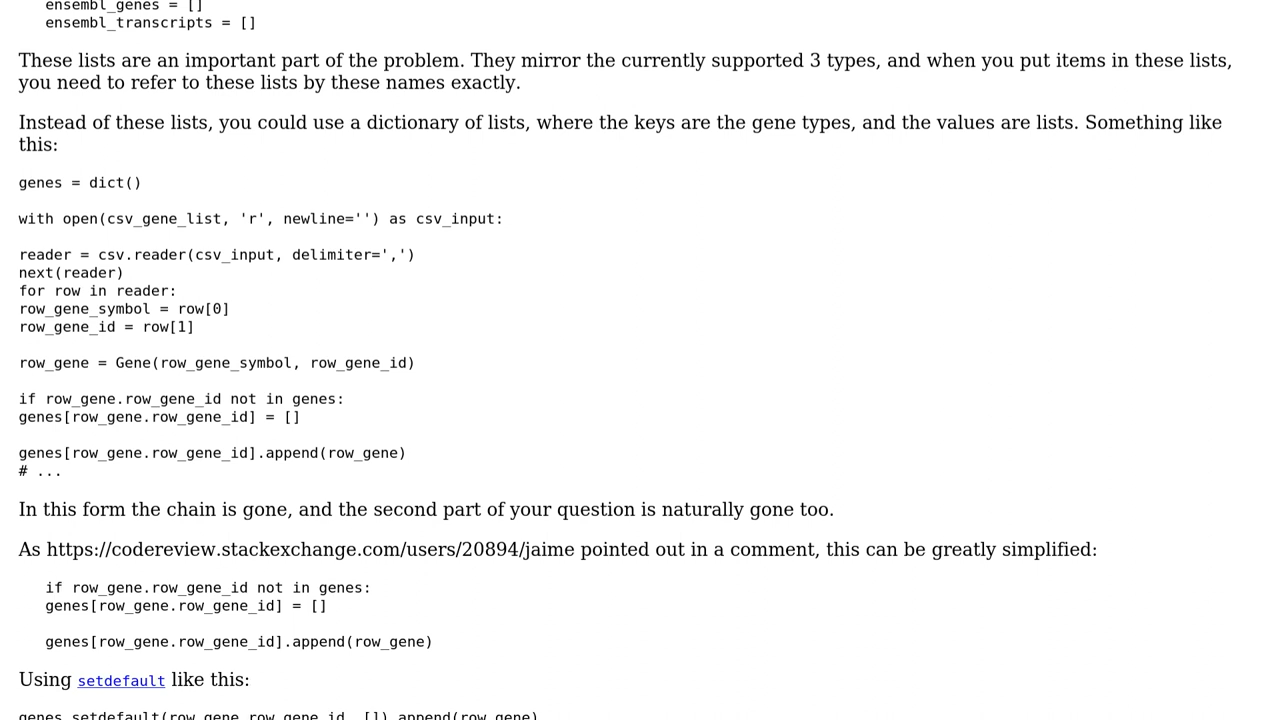 ensembl_genes = []
ensembl_transcripts = []
These lists are an important part of the problem. They mirror the currently supported 3 types, and when you put items in these lists,
you need to refer to these lists by these names exactly.
Instead of these lists, you could use a dictionary of lists, where the keys are the gene types, and the values are lists. Something like
this:
genes = dict()
with open(csv_gene_list, 'r', newline='') as csv_input:
reader = csv.reader(csv_input, delimiter=',')
next(reader)
for row in reader:
row_gene_symbol = row[0]
row_gene_id = row[1]
row_gene = Gene(row_gene_symbol, row_gene_id)
if row_gene.row_gene_id not in genes:
genes[row_gene.row_gene_id] = []
genes[row_gene.row_gene_id].append(row_gene)
# ...
In this form the chain is gone, and the second part of your question is naturally gone too.
As https://codereview.stackexchange.com/users/20894/jaime pointed out in a comment, this can be greatly simplified:
if row_gene.row_gene_id not in genes:
genes[row_gene.row_gene_id] = []
genes[row_gene.row_gene_id].append(row_gene)
Using setdefault like this:
genes.setdefault(row_gene.row_gene_id, []).append(row_gene)